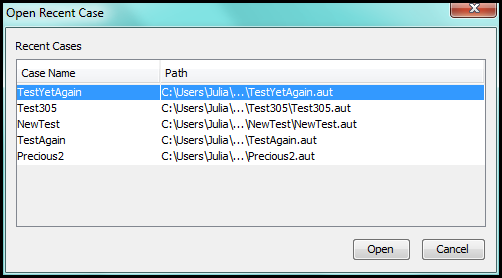 Open Recent Case
Recent Cases
Case Name Path
TestYetAgain C:\Users\Julia\...\TestYetAgain.aut
Test305 C:\Users\Julia\...\Test305\Test305.aut
NewTest C:\Users\Julia\...\NewTest\NewTest.aut
TestAgain C:\Users\Julia\...\TestAgain.aut
Precious2 C:\Users\Julia\...\Precious2.aut
Open Cancel